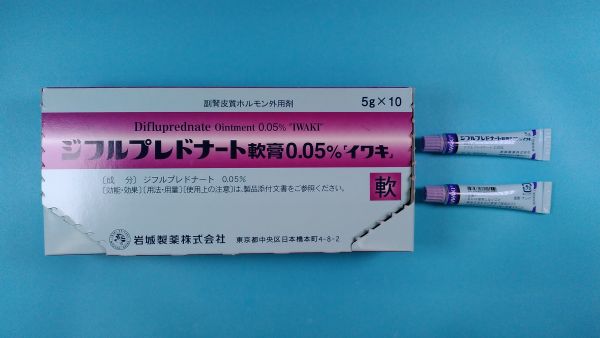 副腎皮質ホルモン外用剤
5g×10
Difluprednate Ointment 0.05% "IWAKI"
ジフルプレドナート軟膏0.05%「イワキ」
〔成 分〕ジフルプレドナート 0.05%
〔効能・効果〕〔用法・用量〕〔使用上の注意〕は、製品添付文書をご参照ください。
軟
岩城製薬株式会社
東京都中央区日本橋本町4-8-2